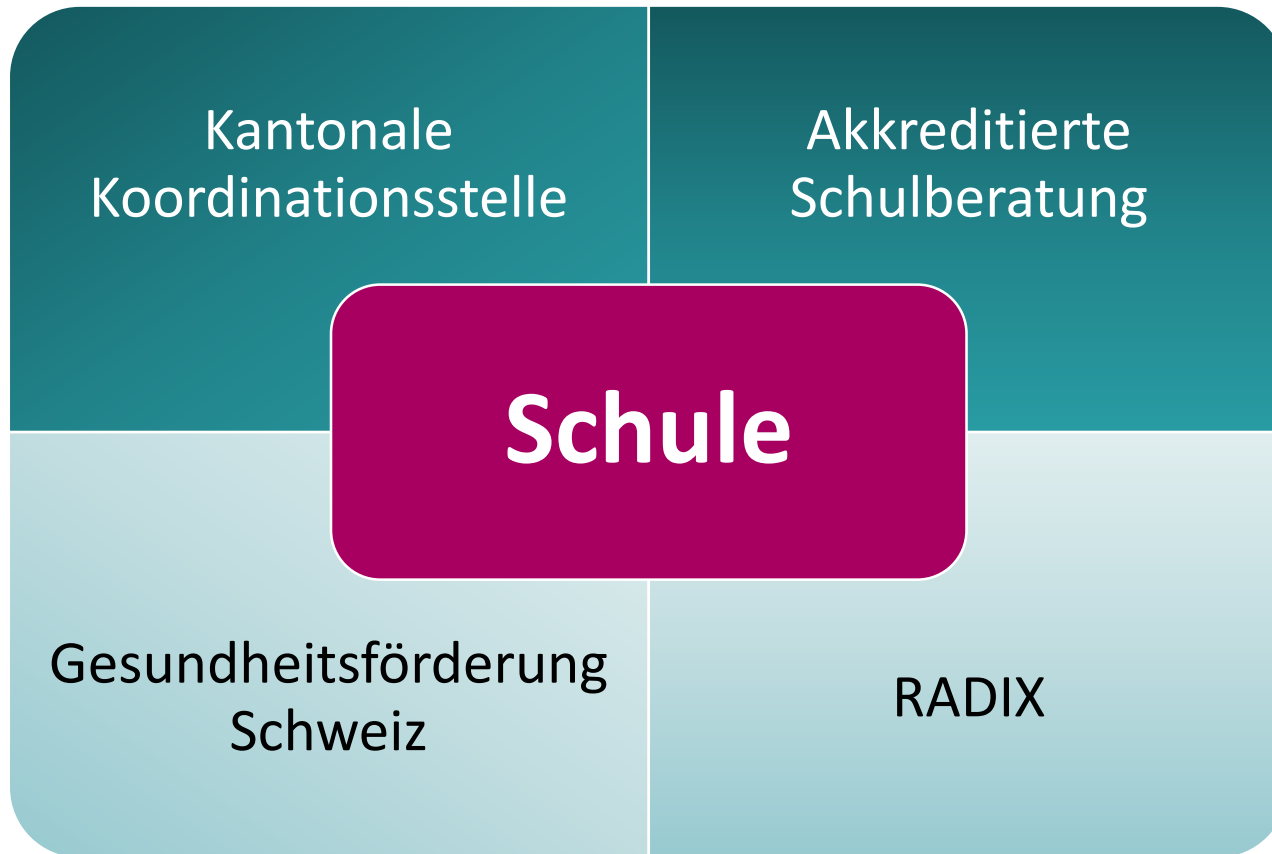 Kantonale
Koordinationsstelle
Akkreditierte
Schulberatung
Schule
Gesundheitsförderung
Schweiz
RADIX